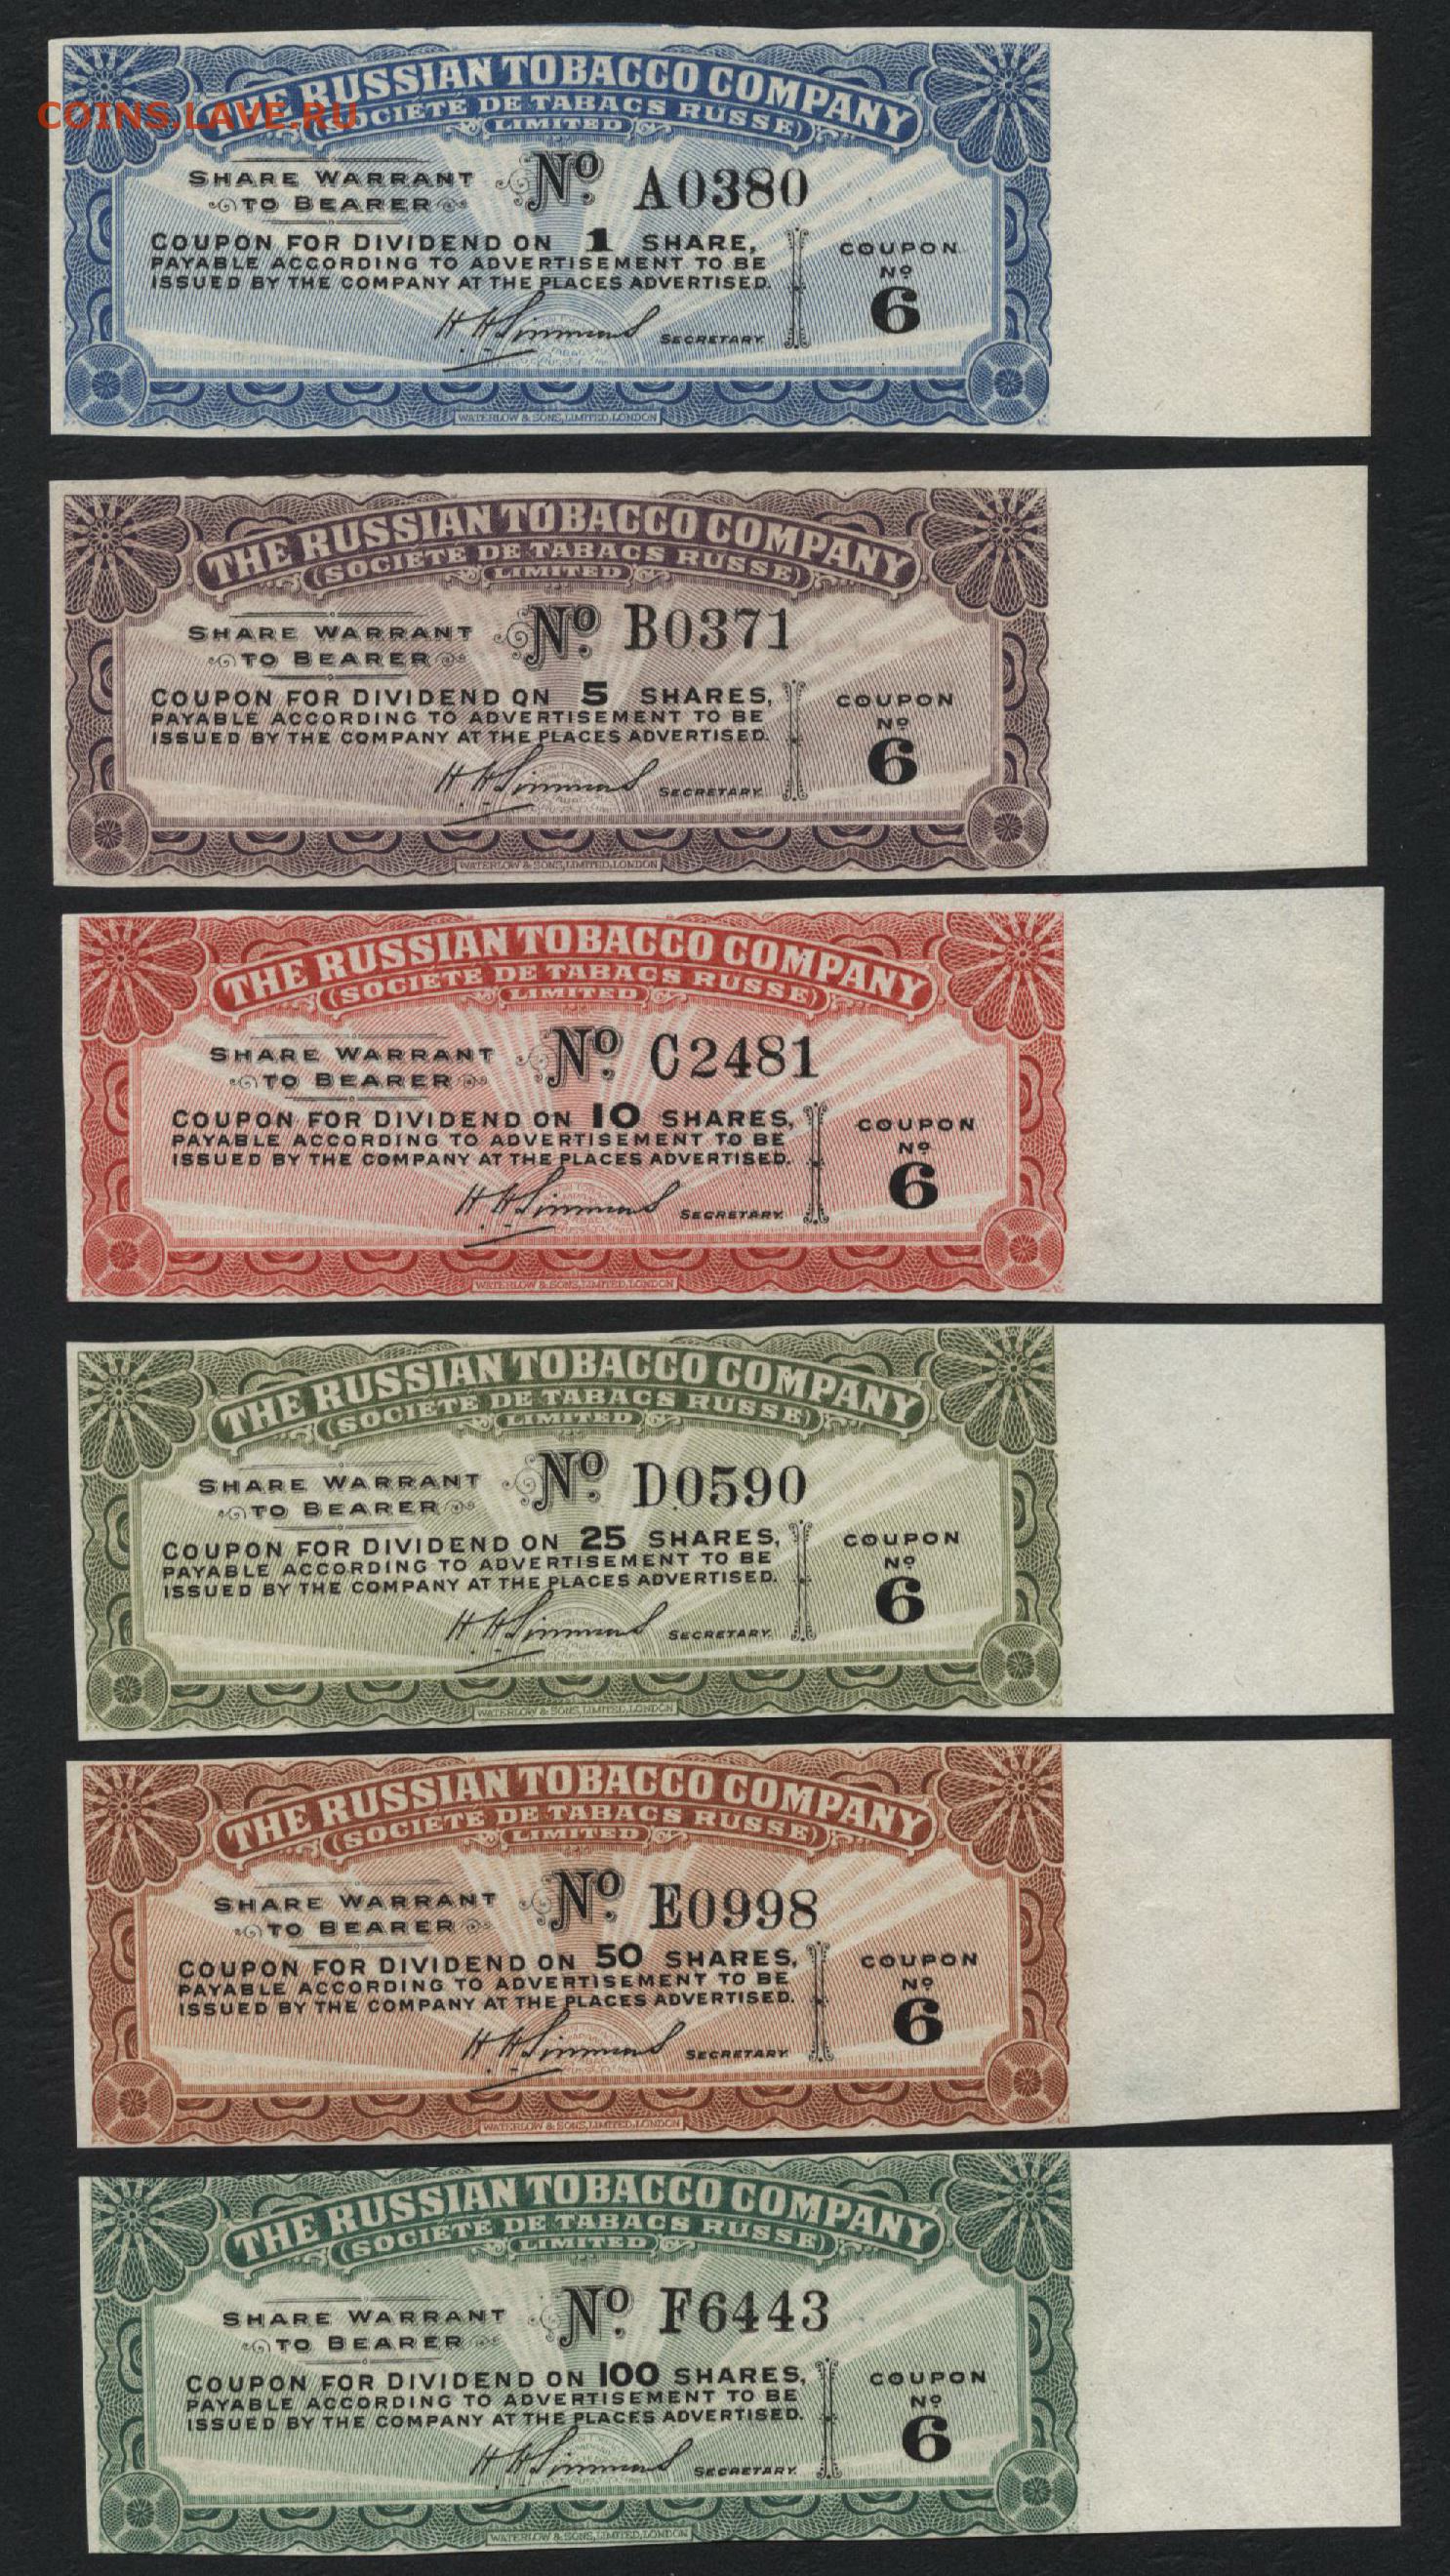 COINS.LAVE.RU
THE RUSSIAN TOBACCO COMPANY
(SOCIETE DE TABACS RUSSE)
LIMITED
SHARE WARRANT
TO BEARER
No. A0380
COUPON FOR DIVIDEND ON 1 SHARE,
PAYABLE ACCORDING TO ADVERTISEMENT TO BE
ISSUED BY THE COMPANY AT THE PLACES ADVERTISED.
COUPON
No
6
H. H. Simmons SECRETARY.
WATERLOW & SONS, LIMITED, LONDON
THE RUSSIAN TOBACCO COMPANY
(SOCIETE DE TABACS RUSSE)
LIMITED
SHARE WARRANT
TO BEARER
No. B0371
COUPON FOR DIVIDEND ON 5 SHARES,
PAYABLE ACCORDING TO ADVERTISEMENT TO BE
ISSUED BY THE COMPANY AT THE PLACES ADVERTISED.
COUPON
No
6
H. H. Simmons SECRETARY.
WATERLOW & SONS, LIMITED, LONDON
THE RUSSIAN TOBACCO COMPANY
(SOCIETE DE TABACS RUSSE)
LIMITED
SHARE WARRANT
TO BEARER
No. C2481
COUPON FOR DIVIDEND ON 10 SHARES,
PAYABLE ACCORDING TO ADVERTISEMENT TO BE
ISSUED BY THE COMPANY AT THE PLACES ADVERTISED.
COUPON
No
6
H. H. Simmons SECRETARY.
WATERLOW & SONS, LIMITED, LONDON
THE RUSSIAN TOBACCO COMPANY
(SOCIETE DE TABACS RUSSE)
LIMITED
SHARE WARRANT
TO BEARER
No. D0590
COUPON FOR DIVIDEND ON 25 SHARES,
PAYABLE ACCORDING TO ADVERTISEMENT TO BE
ISSUED BY THE COMPANY AT THE PLACES ADVERTISED.
COUPON
No
6
H. H. Simmons SECRETARY.
WATERLOW & SONS, LIMITED, LONDON
THE RUSSIAN TOBACCO COMPANY
(SOCIETE DE TABACS RUSSE)
LIMITED
SHARE WARRANT
TO BEARER
No. E0998
COUPON FOR DIVIDEND ON 50 SHARES,
PAYABLE ACCORDING TO ADVERTISEMENT TO BE
ISSUED BY THE COMPANY AT THE PLACES ADVERTISED.
COUPON
No
6
H. H. Simmons SECRETARY.
WATERLOW & SONS, LIMITED, LONDON
THE RUSSIAN TOBACCO COMPANY
(SOCIETE DE TABACS RUSSE)
LIMITED
SHARE WARRANT
TO BEARER
No. F6443
COUPON FOR DIVIDEND ON 100 SHARES,
PAYABLE ACCORDING TO ADVERTISEMENT TO BE
ISSUED BY THE COMPANY AT THE PLACES ADVERTISED.
COUPON
No
6
H. H. Simmons SECRETARY.
WATERLOW & SONS, LIMITED, LONDON